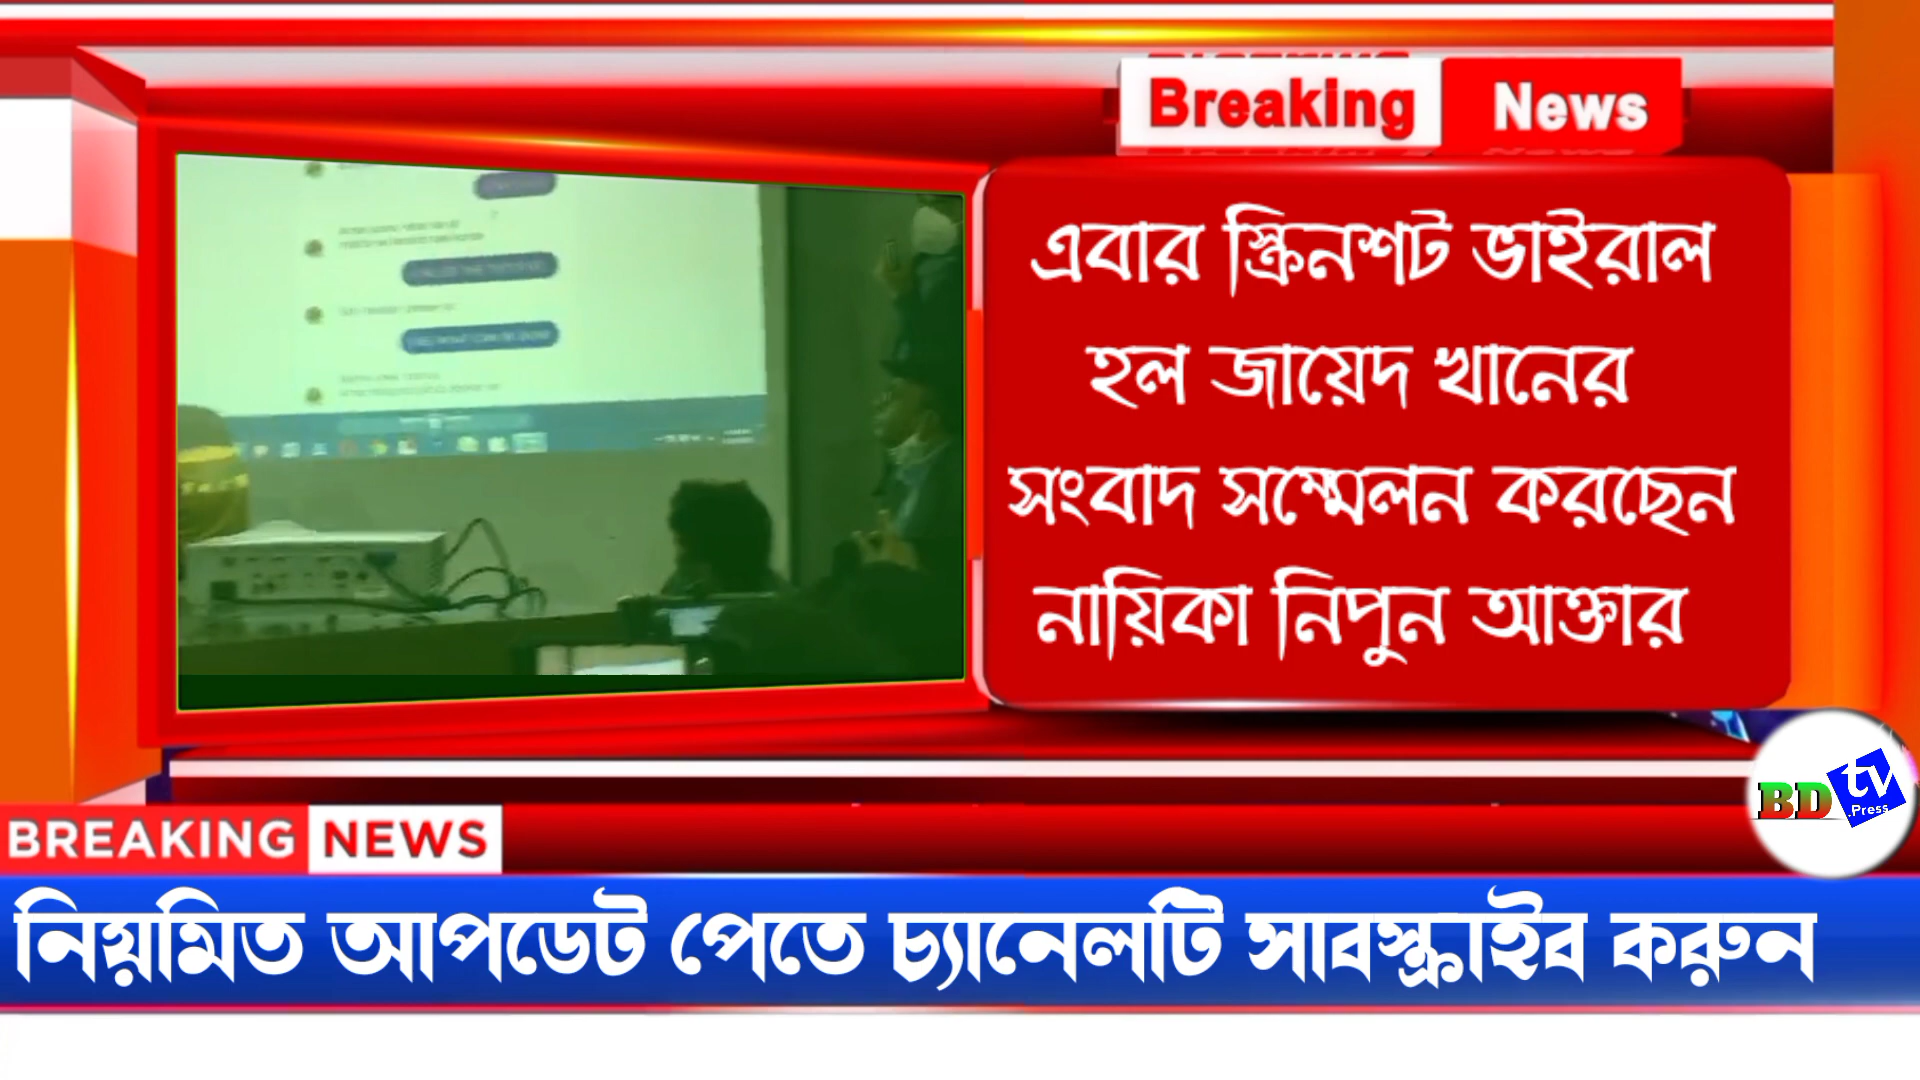 Breaking News
এবার স্ক্রিনশট ভাইরাল
হল জায়েদ খানের
সংবাদ সম্মেলন করছেন
নায়িকা নিপুন আক্তার
BD tv
.Press
BREAKING NEWS
নিয়মিত আপডেট পেতে চ্যানেলটি সাবস্ক্রাইব করুন